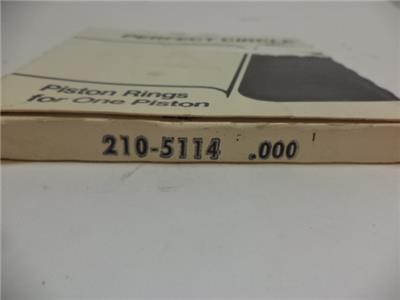 PERFECT CIRCLE
Piston Rings
for One Piston
210-5114 .000